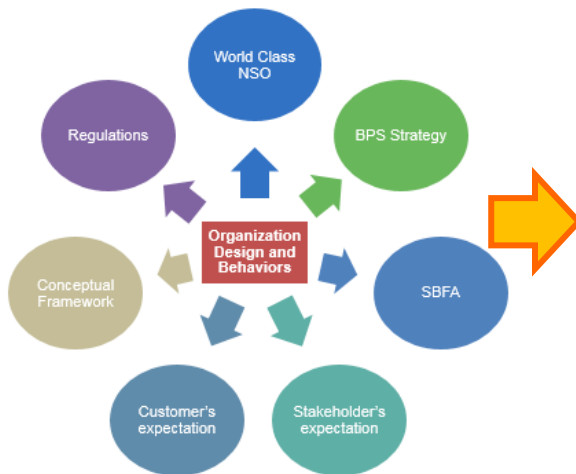 World Class
NSO
Regulations
BPS Strategy
Organization
Design and
Behaviors
Conceptual
Framework
SBFA
Customer's
expectation
Stakeholder's
expectation